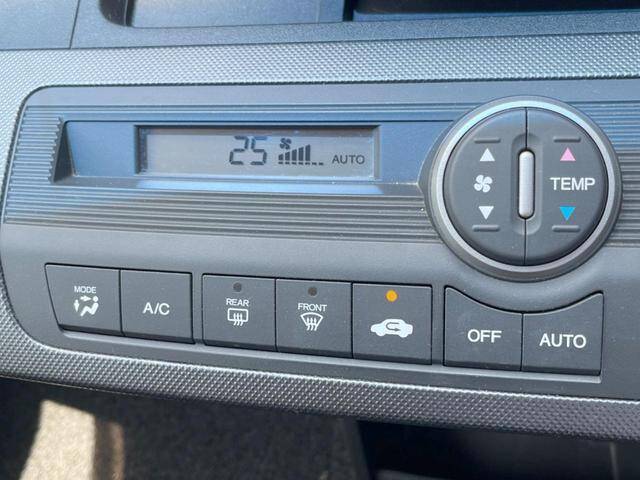 25 AUTO
TEMP
MODE
A/C
REAR
FRONT
OFF
AUTO